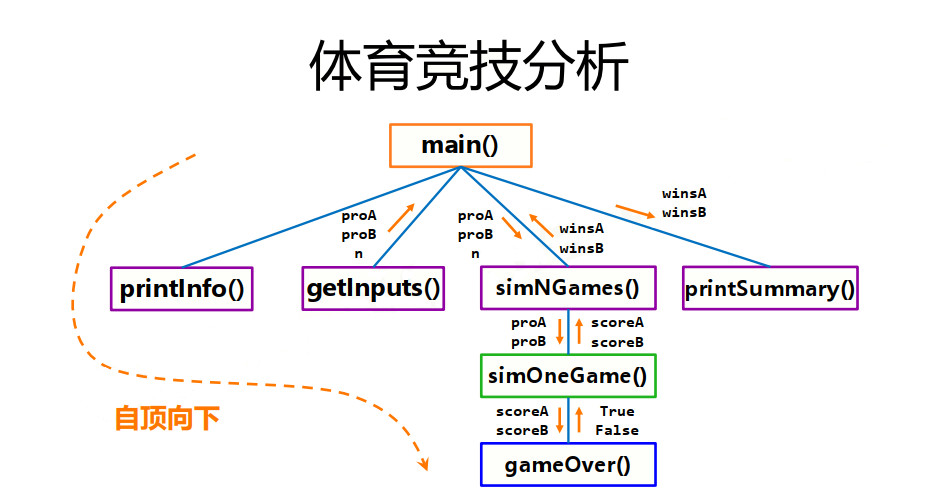 体育竞技分析
main()
winsA
winsB
proA
proB
n
proA
proB
n
winsA
winsB
printInfo()
getInputs()
simNGames()
printSummary()
proA
proB
scoreA
scoreB
simOneGame()
自顶向下
scoreA
scoreB
True
False
gameOver()